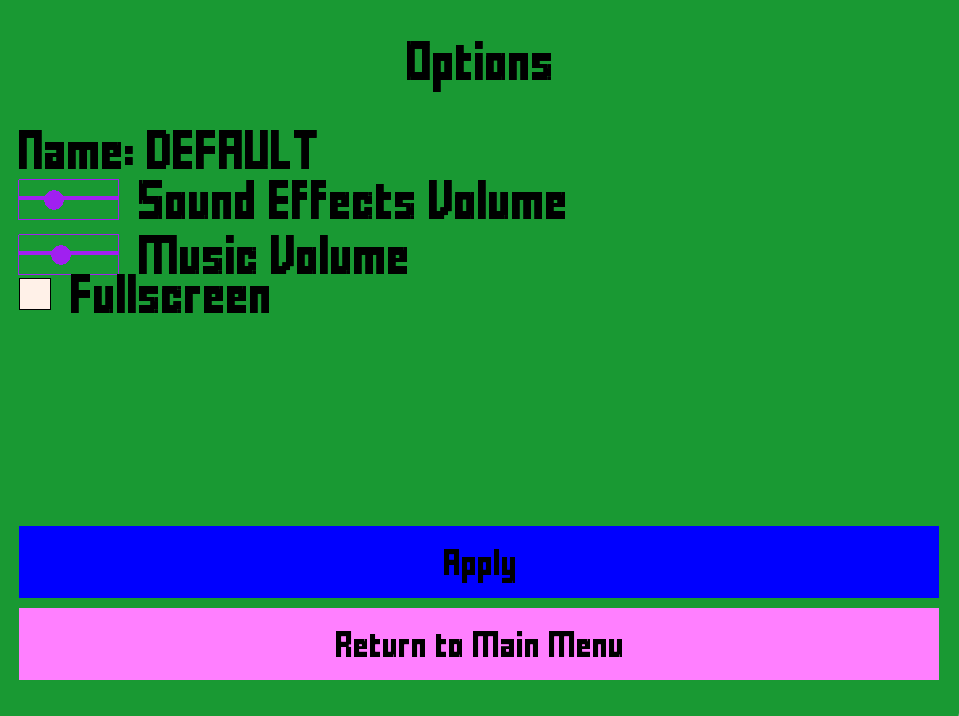 Options
Name: DEFAULT
Sound Effects Volume
Music Volume
Fullscreen
Apply
Return to Main Menu